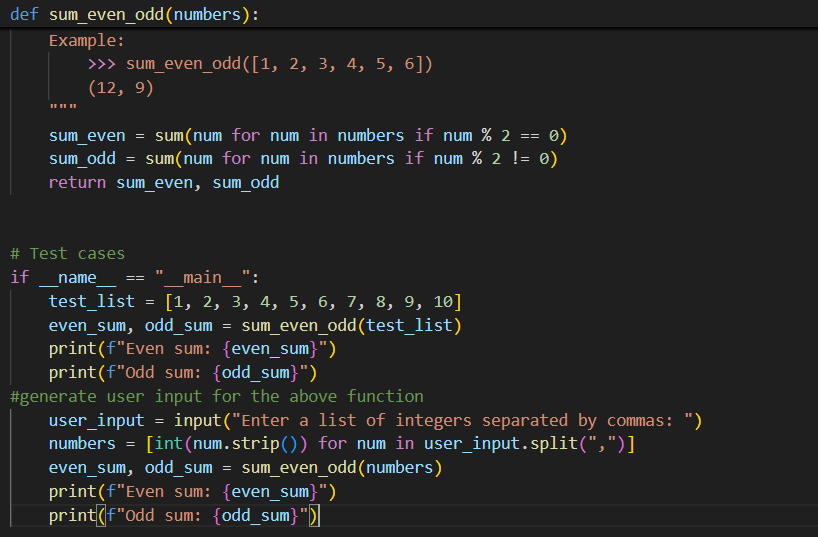 def sum_even_odd(numbers):
    Example:
        >>> sum_even_odd([1, 2, 3, 4, 5, 6])
        (12, 9)
    """
    sum_even = sum(num for num in numbers if num % 2 == 0)
    sum_odd = sum(num for num in numbers if num % 2 != 0)
    return sum_even, sum_odd
# Test cases
if __name__ == "__main__":
    test_list = [1, 2, 3, 4, 5, 6, 7, 8, 9, 10]
    even_sum, odd_sum = sum_even_odd(test_list)
    print(f"Even sum: {even_sum}")
    print(f"Odd sum: {odd_sum}")
#generate user input for the above function
    user_input = input("Enter a list of integers separated by commas: ")
    numbers = [int(num.strip()) for num in user_input.split(",")]
    even_sum, odd_sum = sum_even_odd(numbers)
    print(f"Even sum: {even_sum}")
    print(f"Odd sum: {odd_sum}")